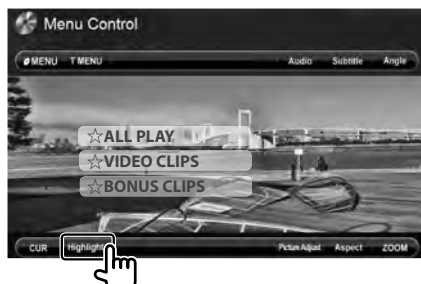 Menu Control
MENU T MENU Audio Subtitle Angle
☆ALL PLAY
☆VIDEO CLIPS
☆BONUS CLIPS
CUR Highlight Picture Adjust Aspect ZOOM